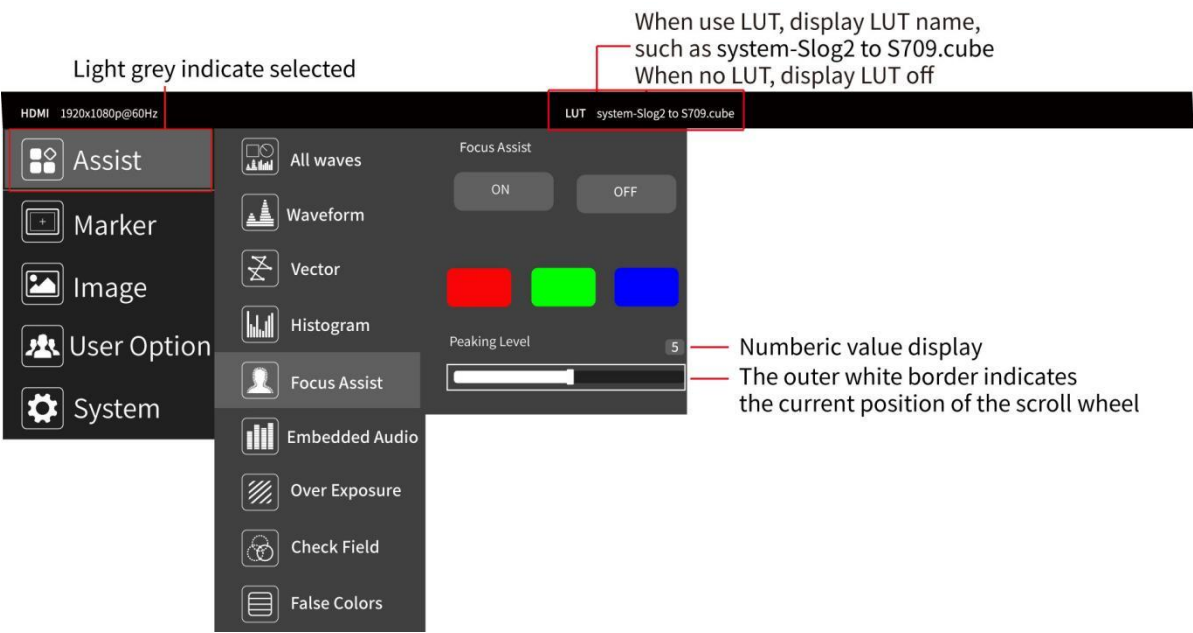 When use LUT, display LUT name,
such as system-Slog2 to S709.cube
When no LUT, display LUT off
Light grey indicate selected
HDMI 1920x1080p@60Hz
LUT system-Slog2 to S709.cube
Assist
Marker
Image
User Option
System
All waves
Waveform
Vector
Histogram
Focus Assist
Embedded Audio
Over Exposure
Check Field
False Colors
Focus Assist
ON OFF
Peaking Level 5
Numberic value display
The outer white border indicates
the current position of the scroll wheel